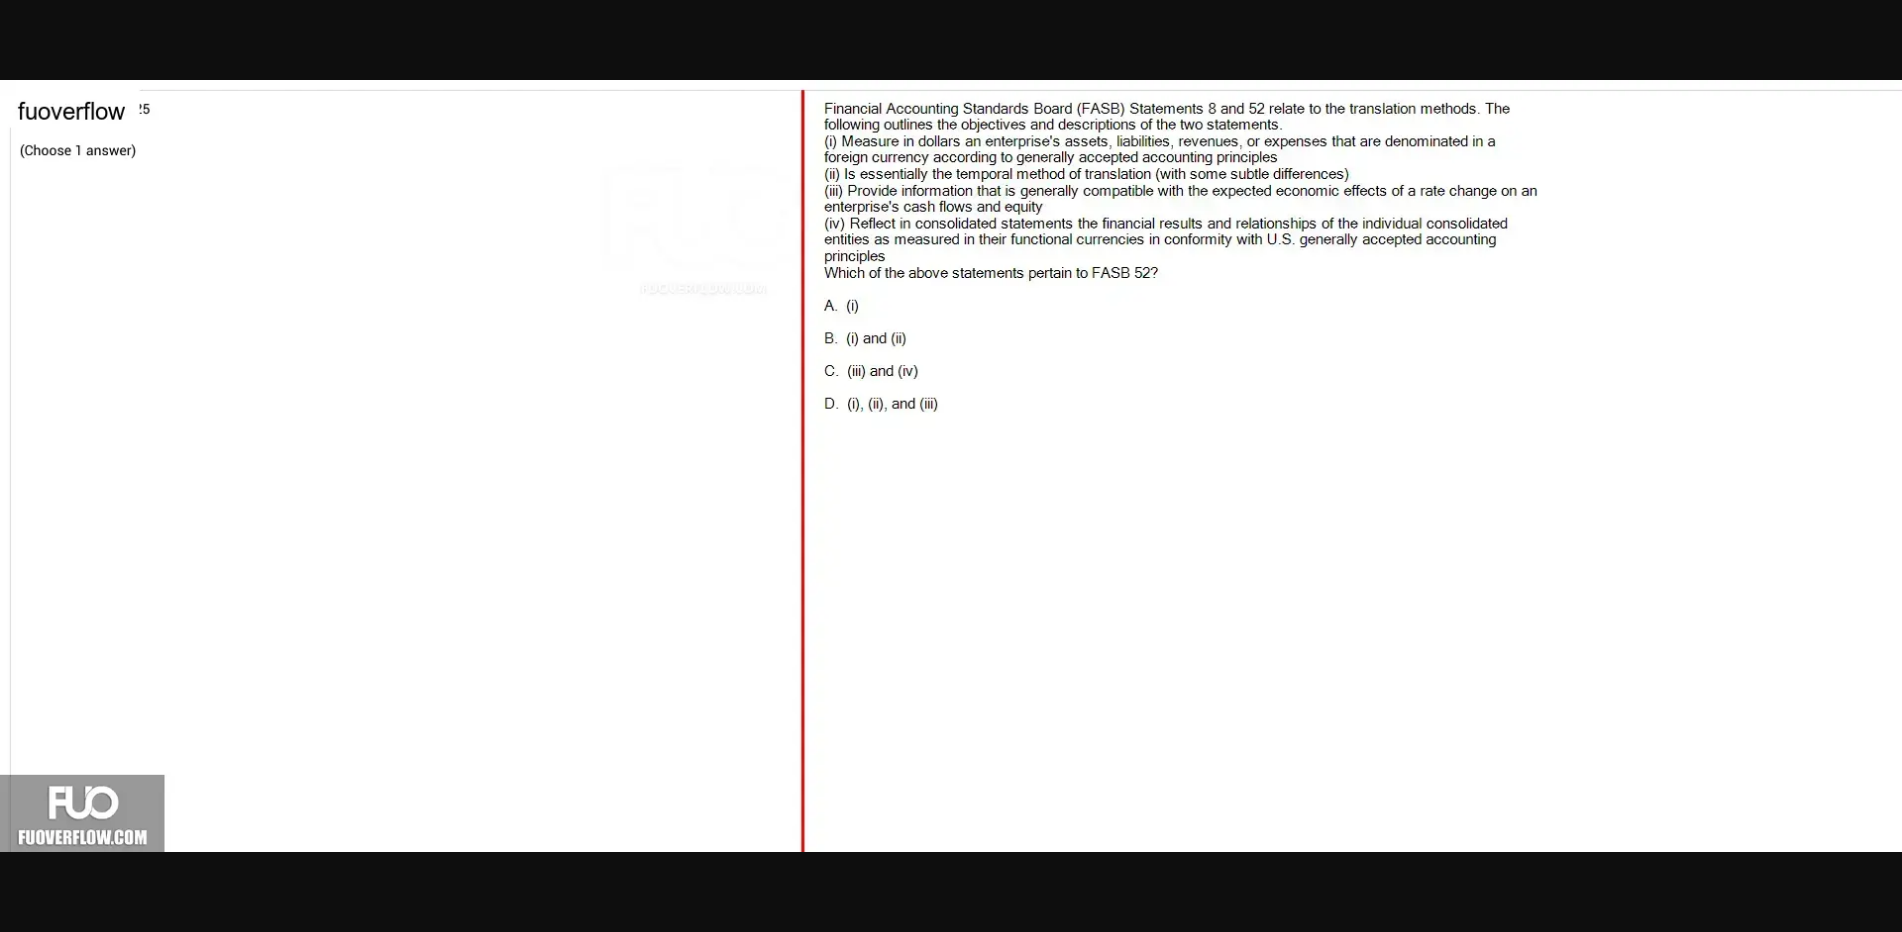 fuoverflow
25
(Choose 1 answer)
Financial Accounting Standards Board (FASB) Statements 8 and 52 relate to the translation methods. The
following outlines the objectives and descriptions of the two statements.
(i) Measure in dollars an enterprise's assets, liabilities, revenues, or expenses that are denominated in a
foreign currency according to generally accepted accounting principles
(ii) Is essentially the temporal method of translation (with some subtle differences)
(iii) Provide information that is generally compatible with the expected economic effects of a rate change on an
enterprise's cash flows and equity
(iv) Reflect in consolidated statements the financial results and relationships of the individual consolidated
entities as measured in their functional currencies in conformity with U.S. generally accepted accounting
principles
Which of the above statements pertain to FASB 52?
A. (i)
B. (i) and (ii)
C. (iii) and (iv)
D. (i), (ii), and (iii)
FUO
FUOVERFLOW.COM
FUO
FUOVERFLOW.COM